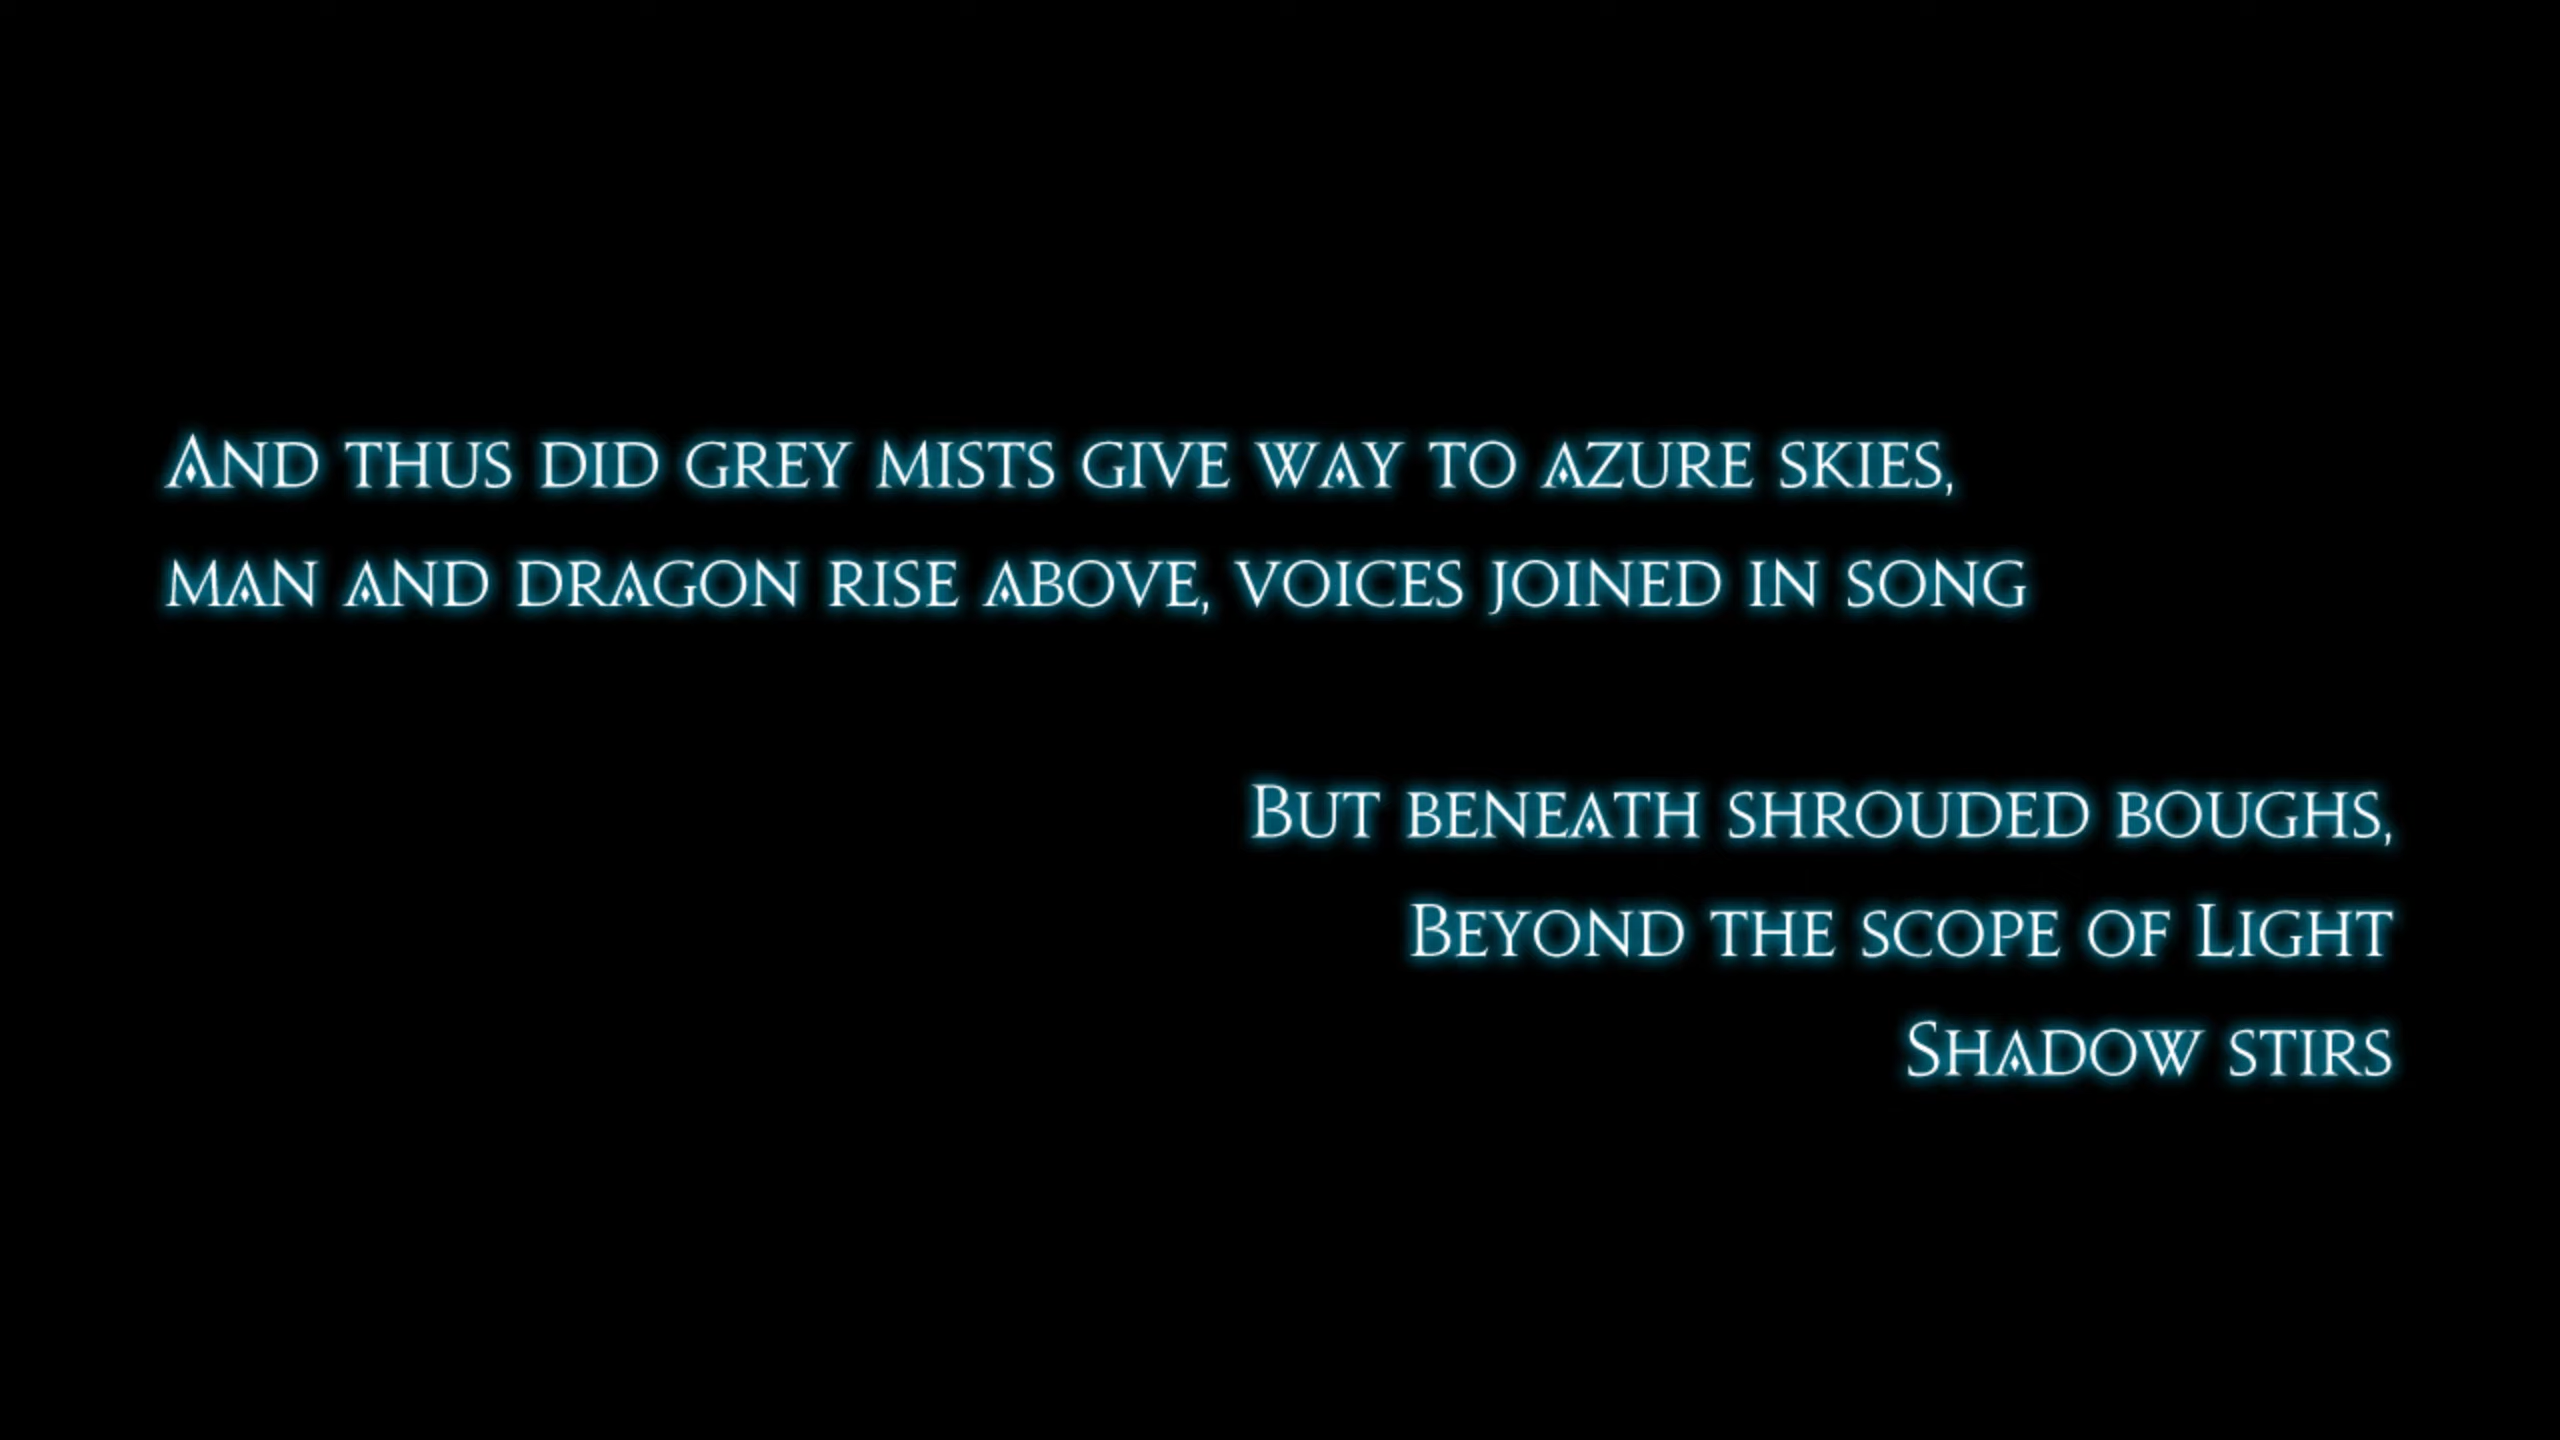 And thus did grey mists give way to azure skies,
man and dragon rise above, voices joined in song
But beneath shrouded boughs,
Beyond the scope of Light
Shadow stirs